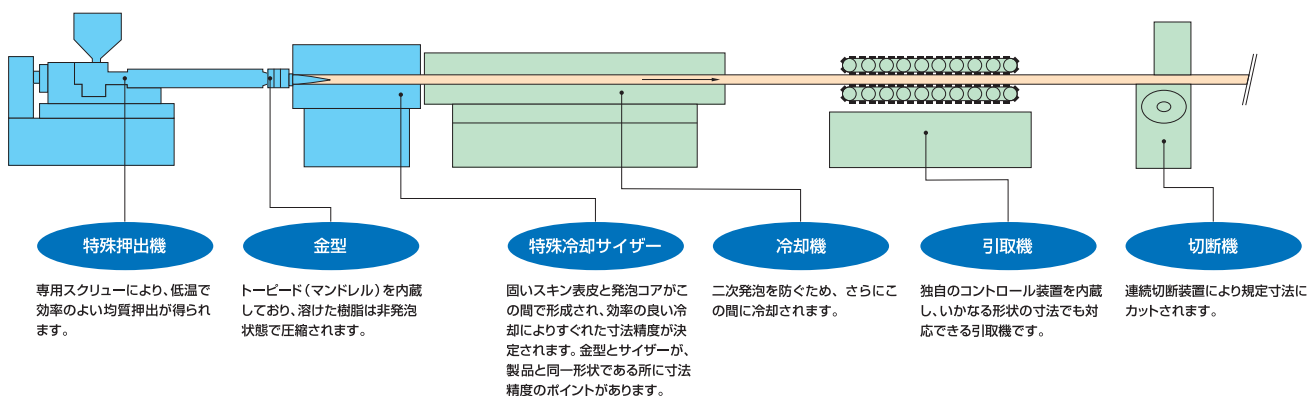 特殊押出機
専用スクリューにより、低温で
効率のよい均質押出が得られ
ます。
金型
トーピード(マンドレル)を内蔵
しており、溶けた樹脂は非発泡
状態で圧縮されます。
特殊冷却サイザー
固いスキン表皮と発泡コアがこ
の間で形成され、効率の良い冷
却によりすぐれた寸法精度が決
定されます。金型とサイザーが、
製品と同一形状である所に寸法
精度のポイントがあります。
冷却機
二次発泡を防ぐため、さらにこ
の間に冷却されます。
引取機
独自のコントロール装置を内蔵
し、いかなる形状の寸法でも対
応できる引取機です。
切断機
連続切断装置により規定寸法に
カットされます。